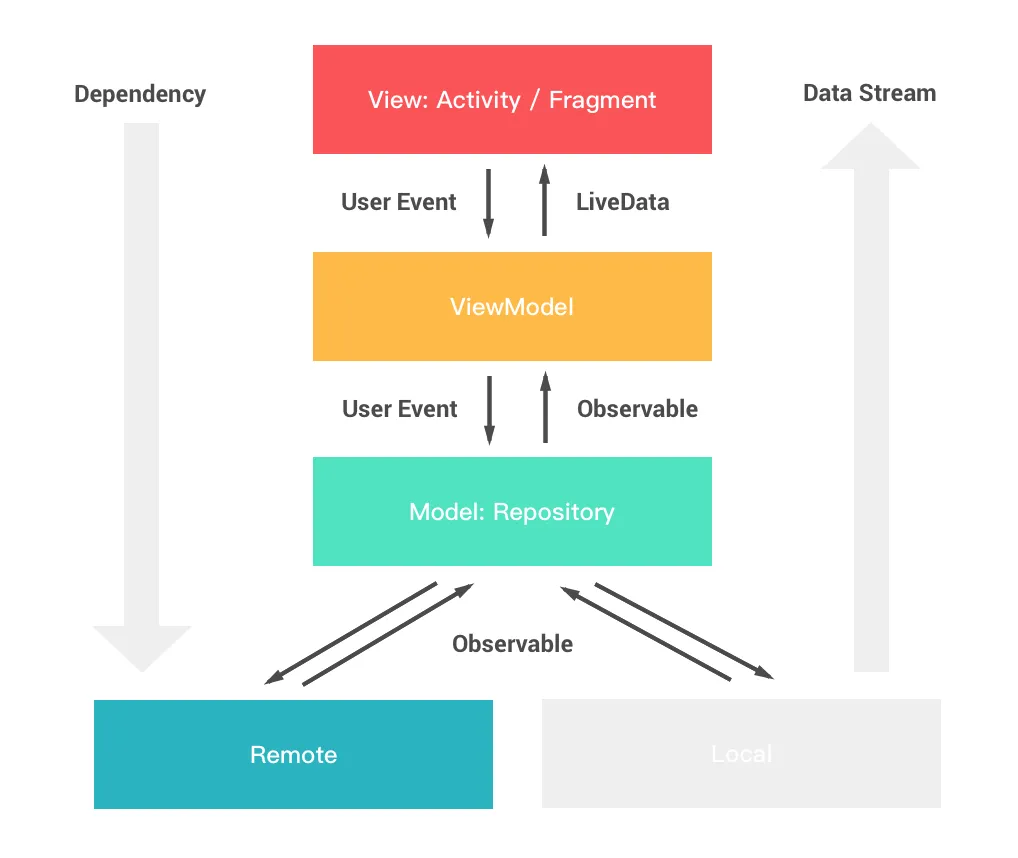 Dependency
View: Activity / Fragment
Data Stream
User Event
LiveData
ViewModel
User Event
Observable
Model: Repository
Observable
Remote
Local